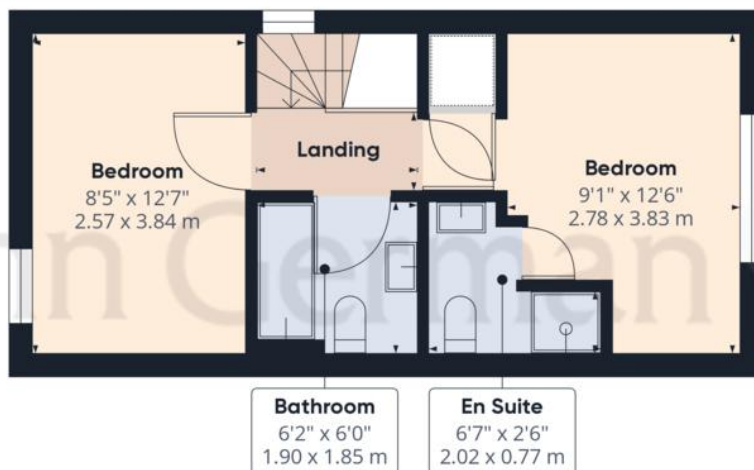 Bedroom
8'5" x 12'7"
2.57 x 3.84 m
Landing
Bedroom
9'1" x 12'6"
2.78 x 3.83 m
German
Bathroom
6'2" x 6'0"
1.90 x 1.85 m
En Suite
6'7" x 2'6"
2.02 x 0.77 m